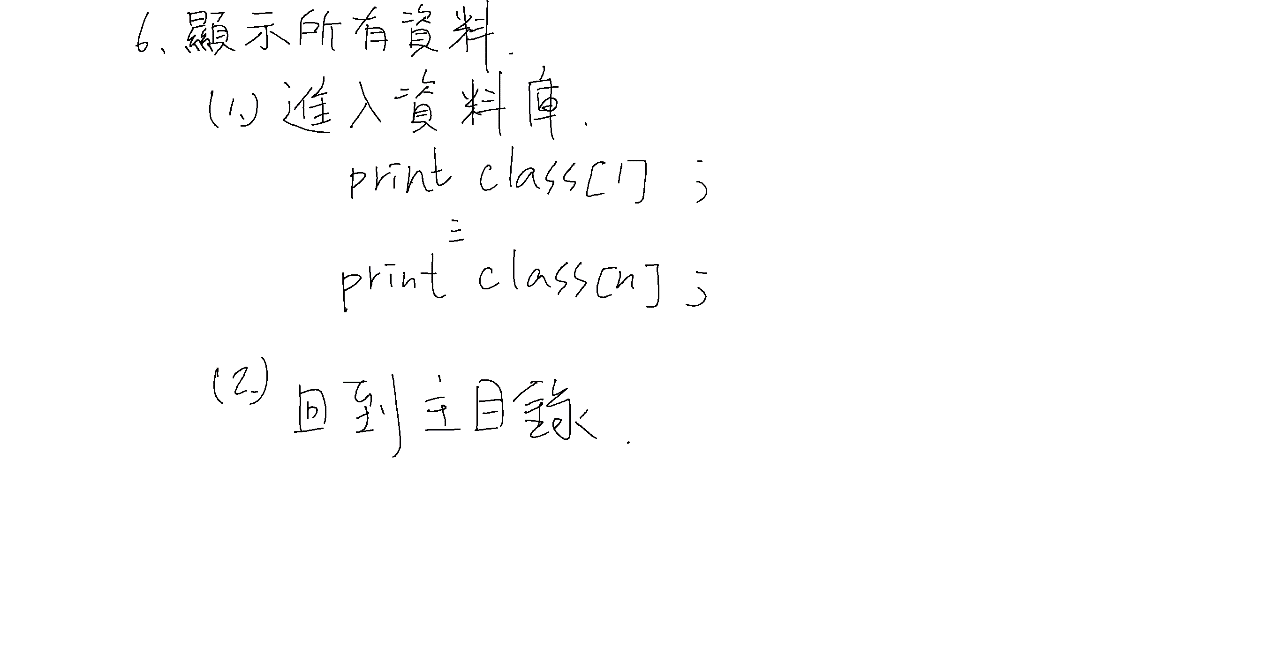 6、顯示所有資料.
(1、)進入資料庫.
print class[1] ;
⋮
print class[n] ;
(2.)回到主目錄.